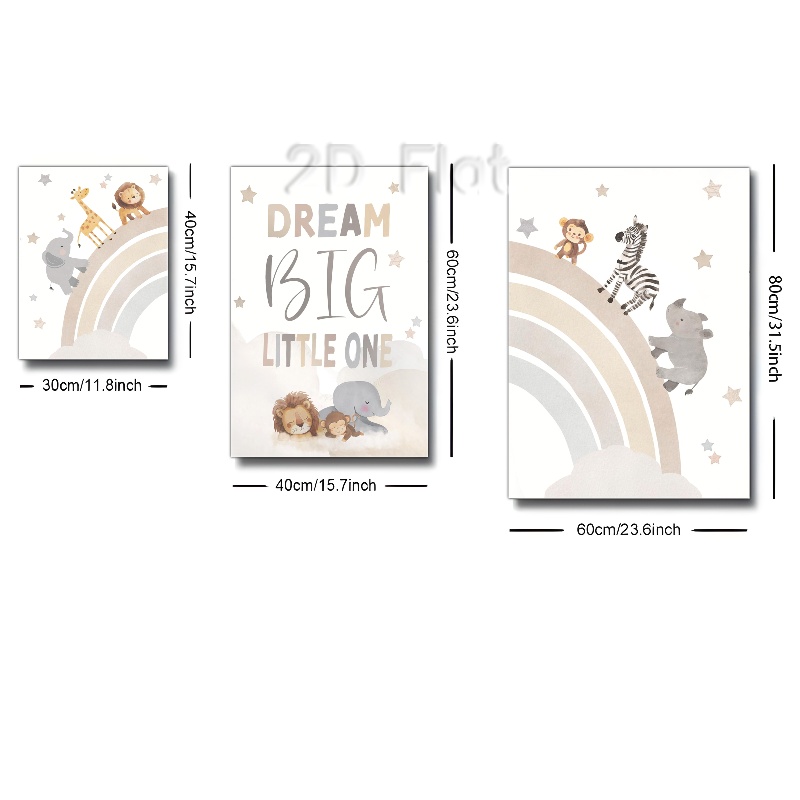 2D Flat
DREAM
BIG
LITTLE ONE
40cm/15.7inch
30cm/11.8inch
60cm/23.6inch
40cm/15.7inch
80cm/31.5inch
60cm/23.6inch